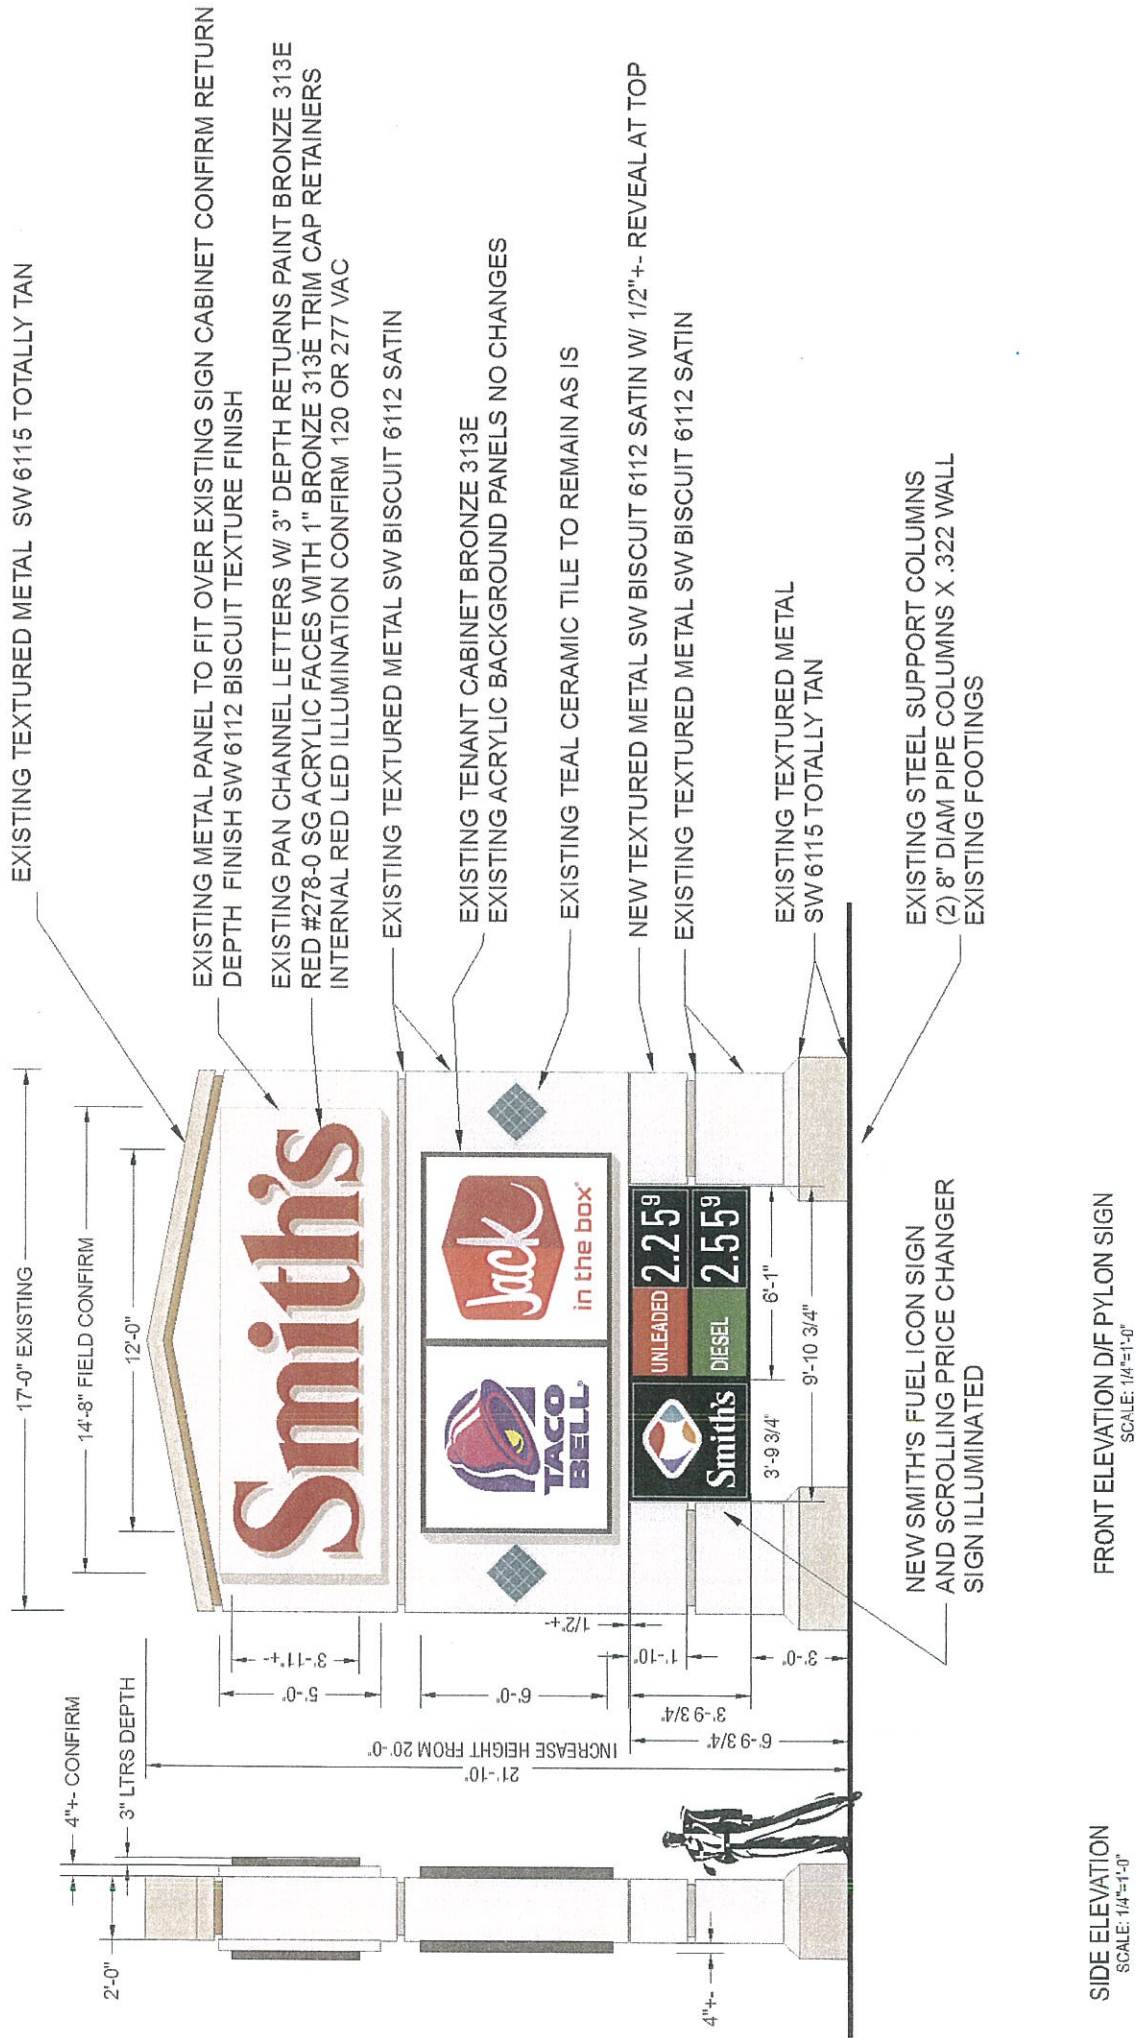 EXISTING TEXTURED METAL SW 6115 TOTALLY TAN
EXISTING METAL PANEL TO FIT OVER EXISTING SIGN CABINET CONFIRM RETURN
DEPTH FINISH SW 6112 BISCUIT TEXTURE FINISH
EXISTING PAN CHANNEL LETTERS W/ 3" DEPTH RETURNS PAINT BRONZE 313E
RED #278-0 SG ACRYLIC FACES WITH 1" BRONZE 313E TRIM CAP RETAINERS
INTERNAL RED LED ILLUMINATION CONFIRM 120 OR 277 VAC
EXISTING TEXTURED METAL SW BISCUIT 6112 SATIN
EXISTING TENANT CABINET BRONZE 313E
EXISTING ACRYLIC BACKGROUND PANELS NO CHANGES
EXISTING TEAL CERAMIC TILE TO REMAIN AS IS
NEW TEXTURED METAL SW BISCUIT 6112 SATIN W/ 1/2"+- REVEAL AT TOP
EXISTING TEXTURED METAL SW BISCUIT 6112 SATIN
EXISTING TEXTURED METAL
SW 6115 TOTALLY TAN
EXISTING STEEL SUPPORT COLUMNS
(2) 8" DIAM PIPE COLUMNS X .322 WALL
EXISTING FOOTINGS
17'-0" EXISTING
14'-8" FIELD CONFIRM
12'-0"
Smith's
TACO
BELL
Jack
in the box
Smith's
UNLEADED 2.25⁹
DIESEL 2.55⁹
3'-9 3/4"
6'-1"
9'-10 3/4"
NEW SMITH'S FUEL ICON SIGN
AND SCROLLING PRICE CHANGER
SIGN ILLUMINATED
3'-11"+-
5'-0"
6'-0"
1/2"+-
1'-10"
3'-0"
3'-9 3/4"
6'-9 3/4"
21'-10"
INCREASE HEIGHT FROM 20'-0"
4"+- CONFIRM
3" LTRS DEPTH
2'-0"
4"+-
SIDE ELEVATION
SCALE: 1/4"=1'-0"
FRONT ELEVATION D/F PYLON SIGN
SCALE: 1/4"=1'-0"